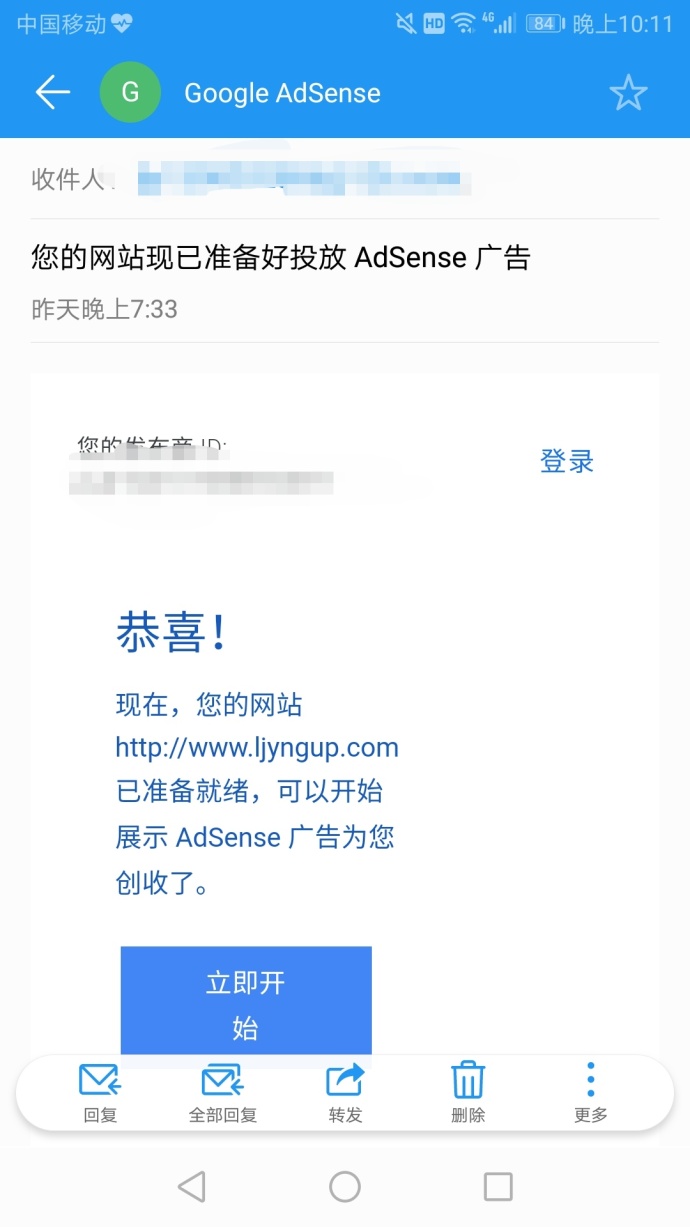 中国移动 HD 4G 84 晚上10:11
G Google AdSense
收件人
您的网站现已准备好投放 AdSense 广告
昨天晚上7:33
您的发布商 ID:
登录
恭喜！
现在，您的网站
http://www.ljyngup.com
已准备就绪，可以开始
展示 AdSense 广告为您
创收了。
立即开
始
回复 全部回复 转发 删除 更多